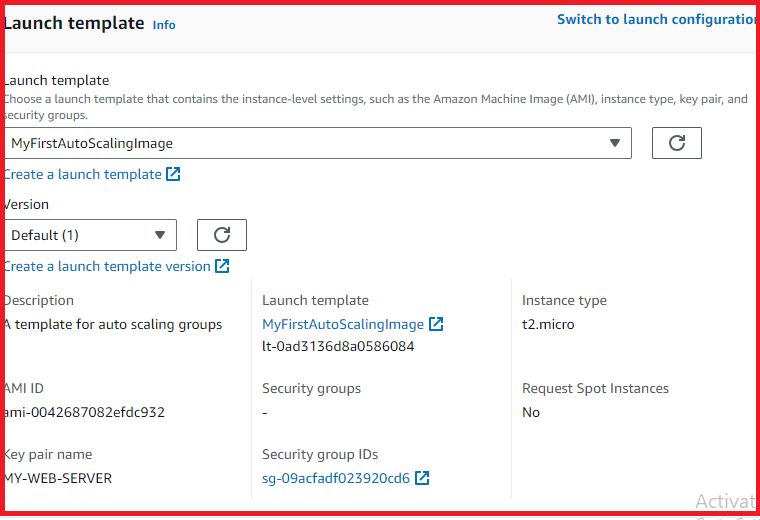 Launch template Info
Switch to launch configuration
Launch template
Choose a launch template that contains the instance-level settings, such as the Amazon Machine Image (AMI), instance type, key pair, and
security groups.
MyFirstAutoScalingImage
Create a launch template
Version
Default (1)
Create a launch template version
Description
A template for auto scaling groups
Launch template
MyFirstAutoScalingImage
lt-0ad3136d8a0586084
Instance type
t2.micro
AMI ID
ami-0042687082efdc932
Security groups
-
Request Spot Instances
No
Key pair name
MY-WEB-SERVER
Security group IDs
sg-09acfadf023920cd6
Activat